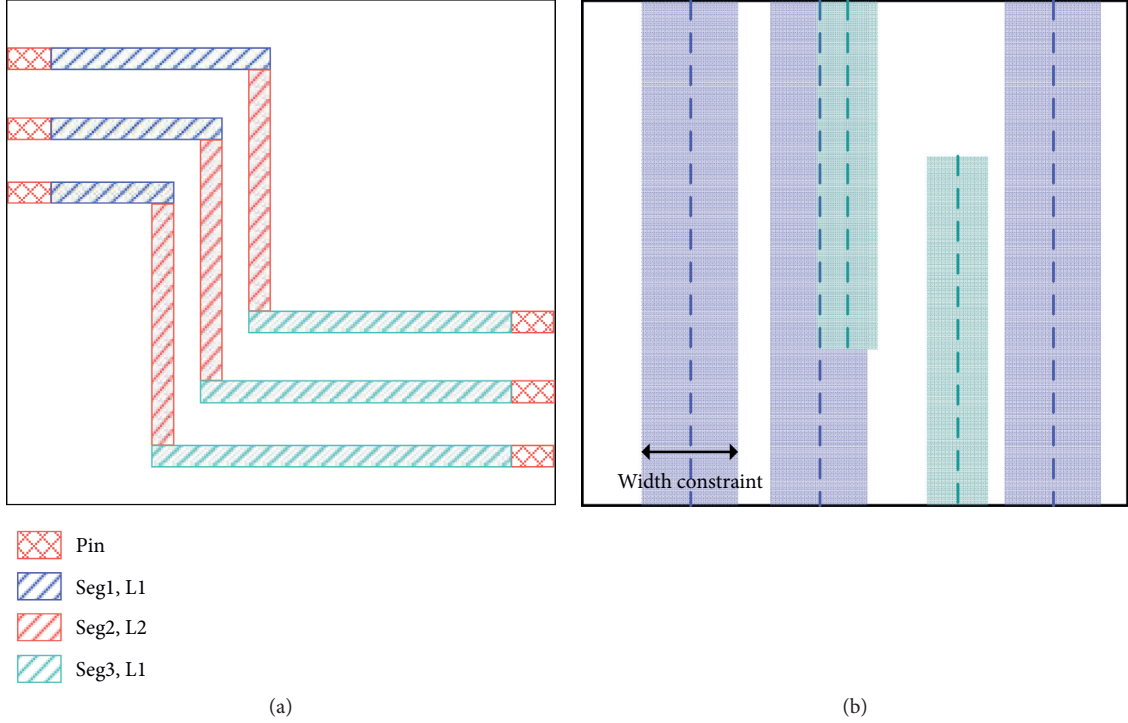 Width constraint
Pin
Seg1, L1
Seg2, L2
Seg3, L1
(a)
(b)